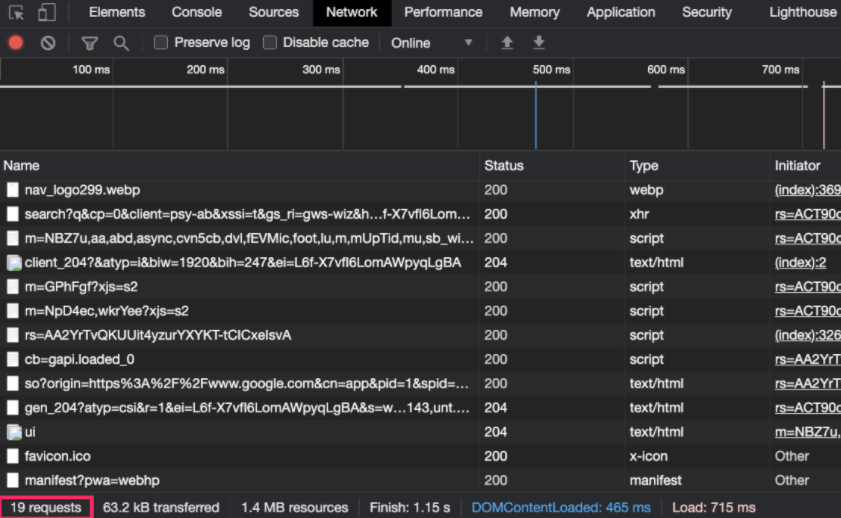 Elements Console Sources Network Performance Memory Application Security Lighthouse
Preserve log Disable cache Online
100 ms 200 ms 300 ms 400 ms 500 ms 600 ms 700 ms
Name Status Type Initiator
nav_logo299.webp 200 webp (index):369
search?q&cp=0&client=psy-ab&xssi=t&gs_ri=gws-wiz&h…f-X7vfl6Lom… 200 xhr rs=ACT90o
m=NBZ7u,aa,abd,async,cvn5cb,dvl,fEVMic,foot,lu,m,mUpTid,mu,sb_wi… 200 script rs=ACT90o
client_204?&atyp=i&biw=1920&bih=247&ei=L6f-X7vfl6LomAWpyqLgBA 204 text/html (index):2
m=GPhFgf?xjs=s2 200 script rs=ACT90o
m=NpD4ec,wkrYee?xjs=s2 200 script rs=ACT90o
rs=AA2YrTvQKUUit4yzurYXYKT-tCICxelsvA 200 script (index):326
cb=gapi.loaded_0 200 script rs=AA2YrT
so?origin=https%3A%2F%2Fwww.google.com&cn=app&pid=1&spid=… 200 text/html rs=AA2YrT
gen_204?atyp=csi&r=1&ei=L6f-X7vfl6LomAWpyqLgBA&s=w…143,unt.… 204 text/html rs=ACT90o
ui 204 text/html m=NBZ7u,
favicon.ico 200 x-icon Other
manifest?pwa=webhp 200 manifest Other
19 requests 63.2 kB transferred 1.4 MB resources Finish: 1.15 s DOMContentLoaded: 465 ms Load: 715 ms